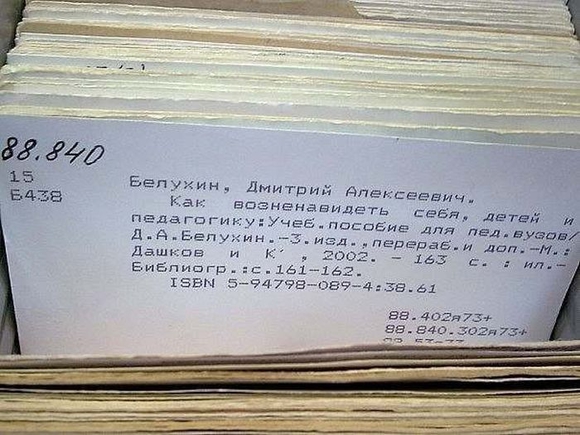 88.840
15
Б438
Белухин, Дмитрий Алексеевич.
Как возненавидеть себя, детей и
педагогику:Учеб.пособие для пед.вузов/
Д.А.Белухин.-3.изд.,перераб.и доп.-М.:
Дашков и К˙, 2002. - 163 с. : ил.-
Библиогр.:с.161-162.
ISBN 5-94798-089-4:38.61
88.402я73+
88.840.302я73+